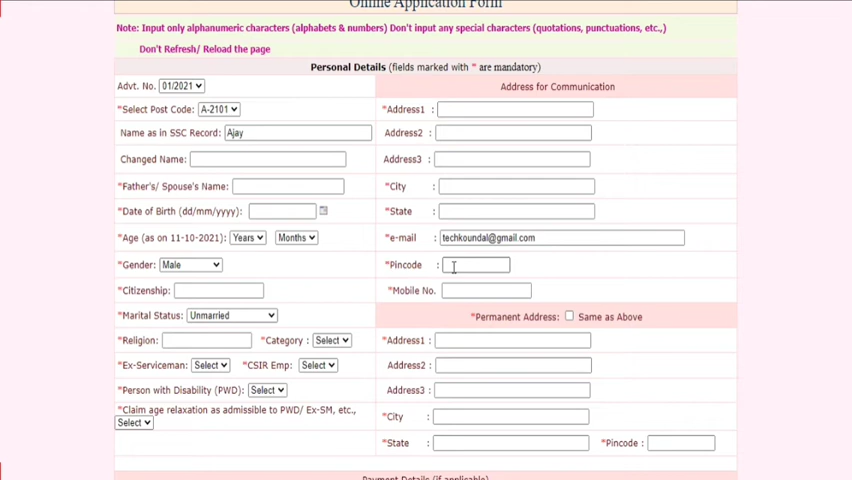 Online Application Form
Note: Input only alphanumeric characters (alphabets & numbers) Don't input any special characters (quotations, punctuations, etc.,)
Don't Refresh/ Reload the page
Personal Details (fields marked with * are mandatory)
Advt. No. 01/2021
Address for Communication
*Select Post Code: A-2101
*Address1 :
Name as in SSC Record: Ajay
Address2 :
Changed Name:
Address3 :
*Father's/ Spouse's Name:
*City :
*Date of Birth (dd/mm/yyyy):
*State :
*Age (as on 11-10-2021): Years Months
*e-mail : techkoundal@gmail.com
*Gender: Male
*Pincode :
*Citizenship:
*Mobile No.
*Marital Status: Unmarried
*Permanent Address: Same as Above
*Religion: *Category : Select
*Address1 :
*Ex-Serviceman: Select *CSIR Emp: Select
Address2 :
*Person with Disability (PWD): Select
Address3 :
*Claim age relaxation as admissible to PWD/ Ex-SM, etc.,
Select
*City :
*State : *Pincode :
Payment Details (if applicable)